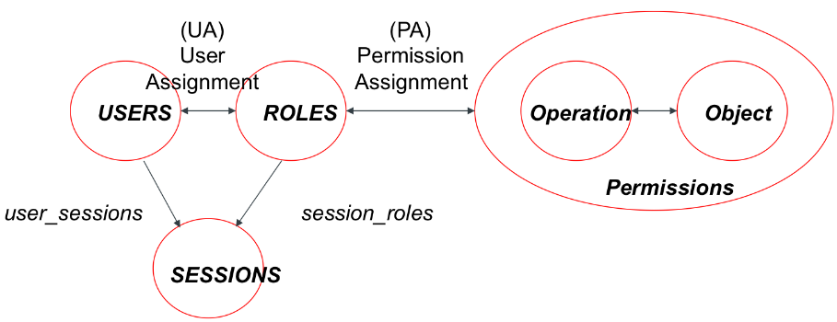 (UA)
User
Assignment
(PA)
Permission
Assignment
USERS
ROLES
Operation
Object
Permissions
user_sessions
session_roles
SESSIONS